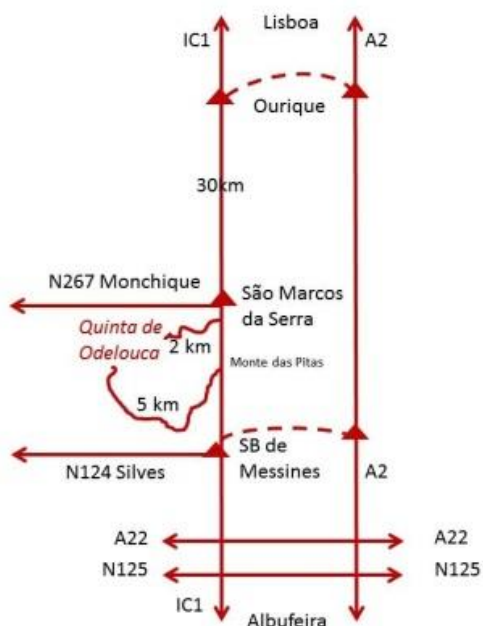 Lisboa
IC1
A2
Ourique
30km
N267 Monchique
São Marcos
da Serra
Quinta de
Odelouca
2 km
Monte das Pitas
5 km
SB de
Messines
N124 Silves
A2
A22
A22
N125
N125
IC1
Albufeira